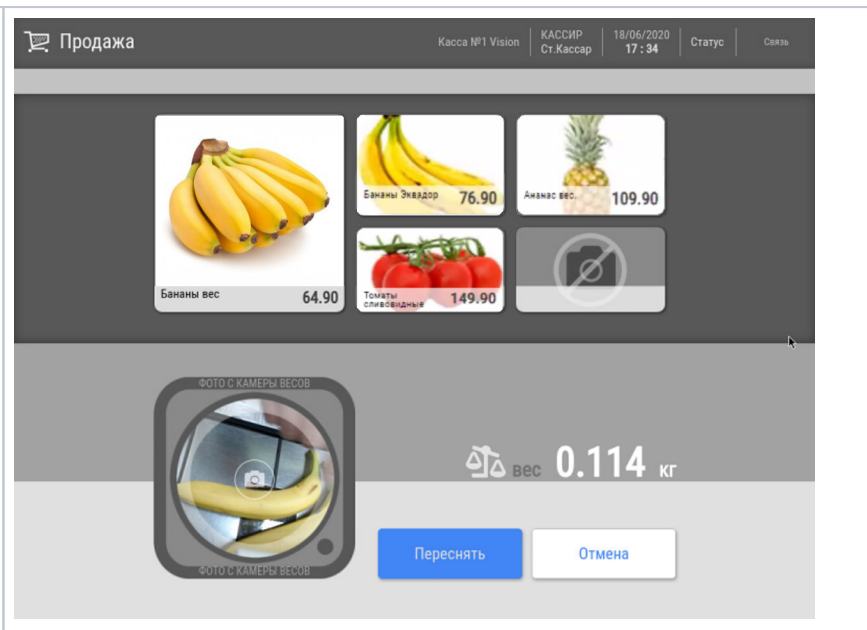 Продажа
Касса №1 Vision
КАССИР
Ст.Кассар
18/06/2020
17 : 34
Статус
Связь
Бананы вес
64.90
Бананы Эквадор
76.90
Ананас вес.
109.90
Томаты
сливовидные
149.90
ФОТО С КАМЕРЫ ВЕСОВ
вес 0.114 кг
Переснять
Отмена
ФОТО С КАМЕРЫ ВЕСОВ